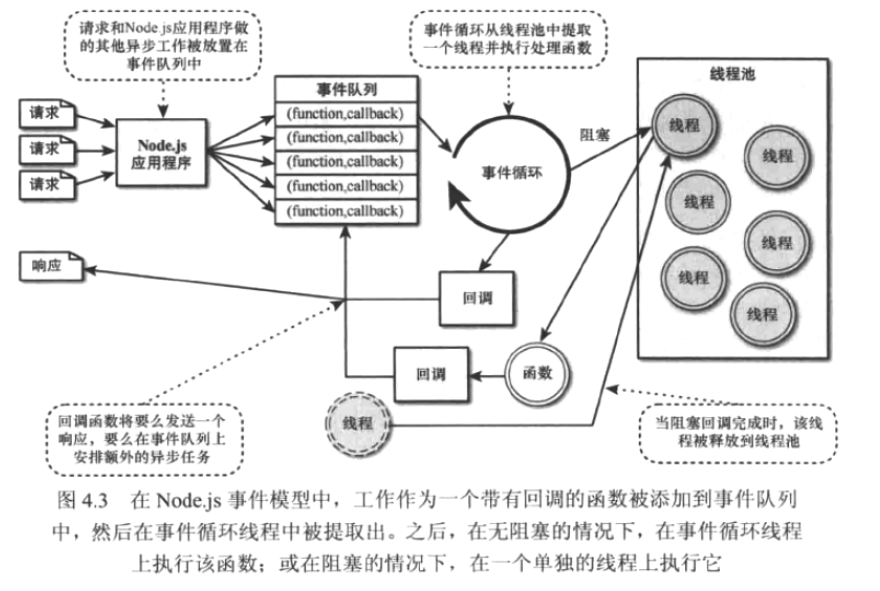 请求和Node.js应用程序做
的其他异步工作被放置在
事件队列中
事件循环从线程池中提取
一个线程并执行处理函数
请求
请求
请求
Node.js
应用程序
事件队列
(function,callback)
(function,callback)
(function,callback)
(function,callback)
(function,callback)
事件循环
阻塞
线程池
线程
线程
线程
线程
线程
线程
响应
回调
回调
函数
线程
回调函数将要么发送一个
响应，要么在事件队列上
安排额外的异步任务
当阻塞回调完成时，该线
程被释放到线程池
图 4.3 在 Node.js 事件模型中，工作作为一个带有回调的函数被添加到事件队列
中，然后在事件循环线程中被提取出。之后，在无阻塞的情况下，在事件循环线程
上执行该函数；或在阻塞的情况下，在一个单独的线程上执行它